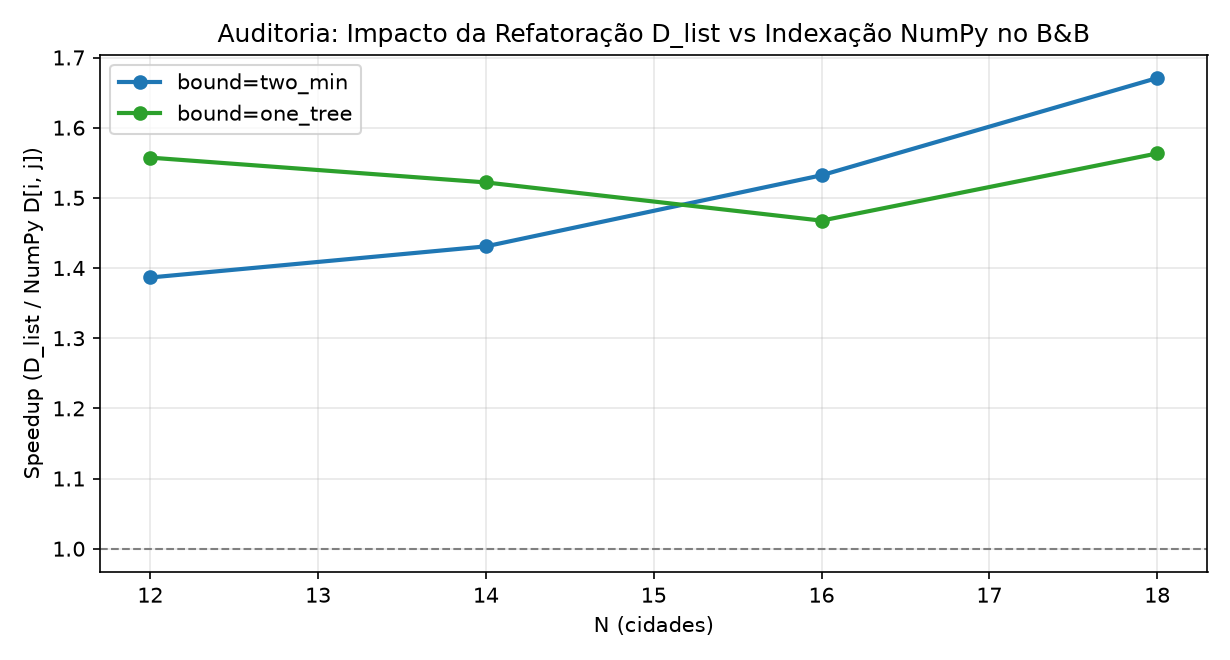 Auditoria: Impacto da Refatoração D_list vs Indexação NumPy no B&B
bound=two_min
bound=one_tree
Speedup (D_list / NumPy D[i, j])
1.7
1.6
1.5
1.4
1.3
1.2
1.1
1.0
12 13 14 15 16 17 18
N (cidades)